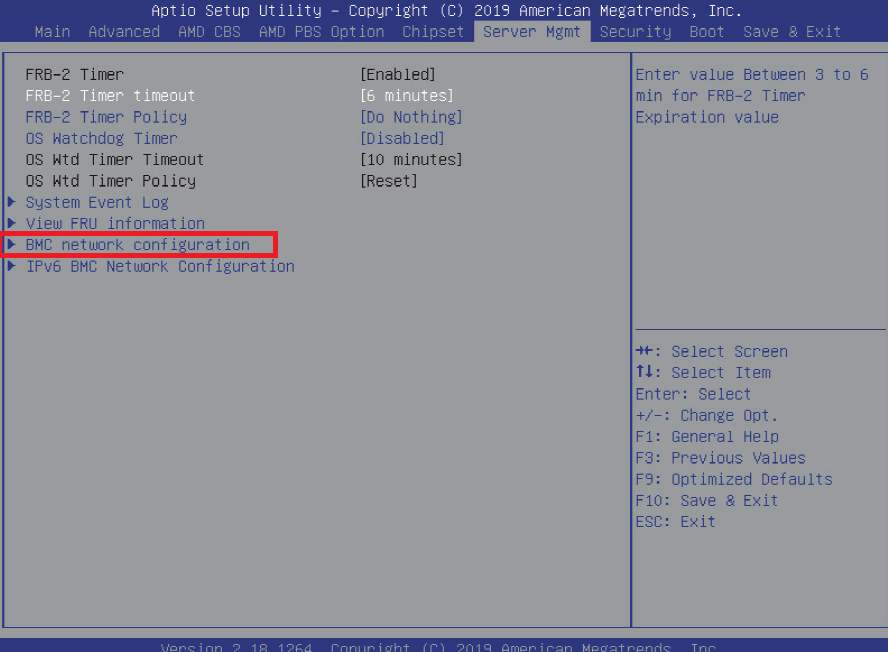 Aptio Setup Utility – Copyright (C) 2019 American Megatrends, Inc.
Main Advanced AMD CBS AMD PBS Option Chipset Server Mgmt Security Boot Save & Exit
FRB-2 Timer [Enabled]
FRB-2 Timer timeout [6 minutes]
FRB-2 Timer Policy [Do Nothing]
OS Watchdog Timer [Disabled]
OS Wtd Timer Timeout [10 minutes]
OS Wtd Timer Policy [Reset]
System Event Log
View FRU information
BMC network configuration
IPv6 BMC Network Configuration
Enter value Between 3 to 6
min for FRB-2 Timer
Expiration value
→←: Select Screen
↑↓: Select Item
Enter: Select
+/-: Change Opt.
F1: General Help
F3: Previous Values
F9: Optimized Defaults
F10: Save & Exit
ESC: Exit
Version 2.18.1264. Copyright (C) 2019 American Megatrends, Inc.